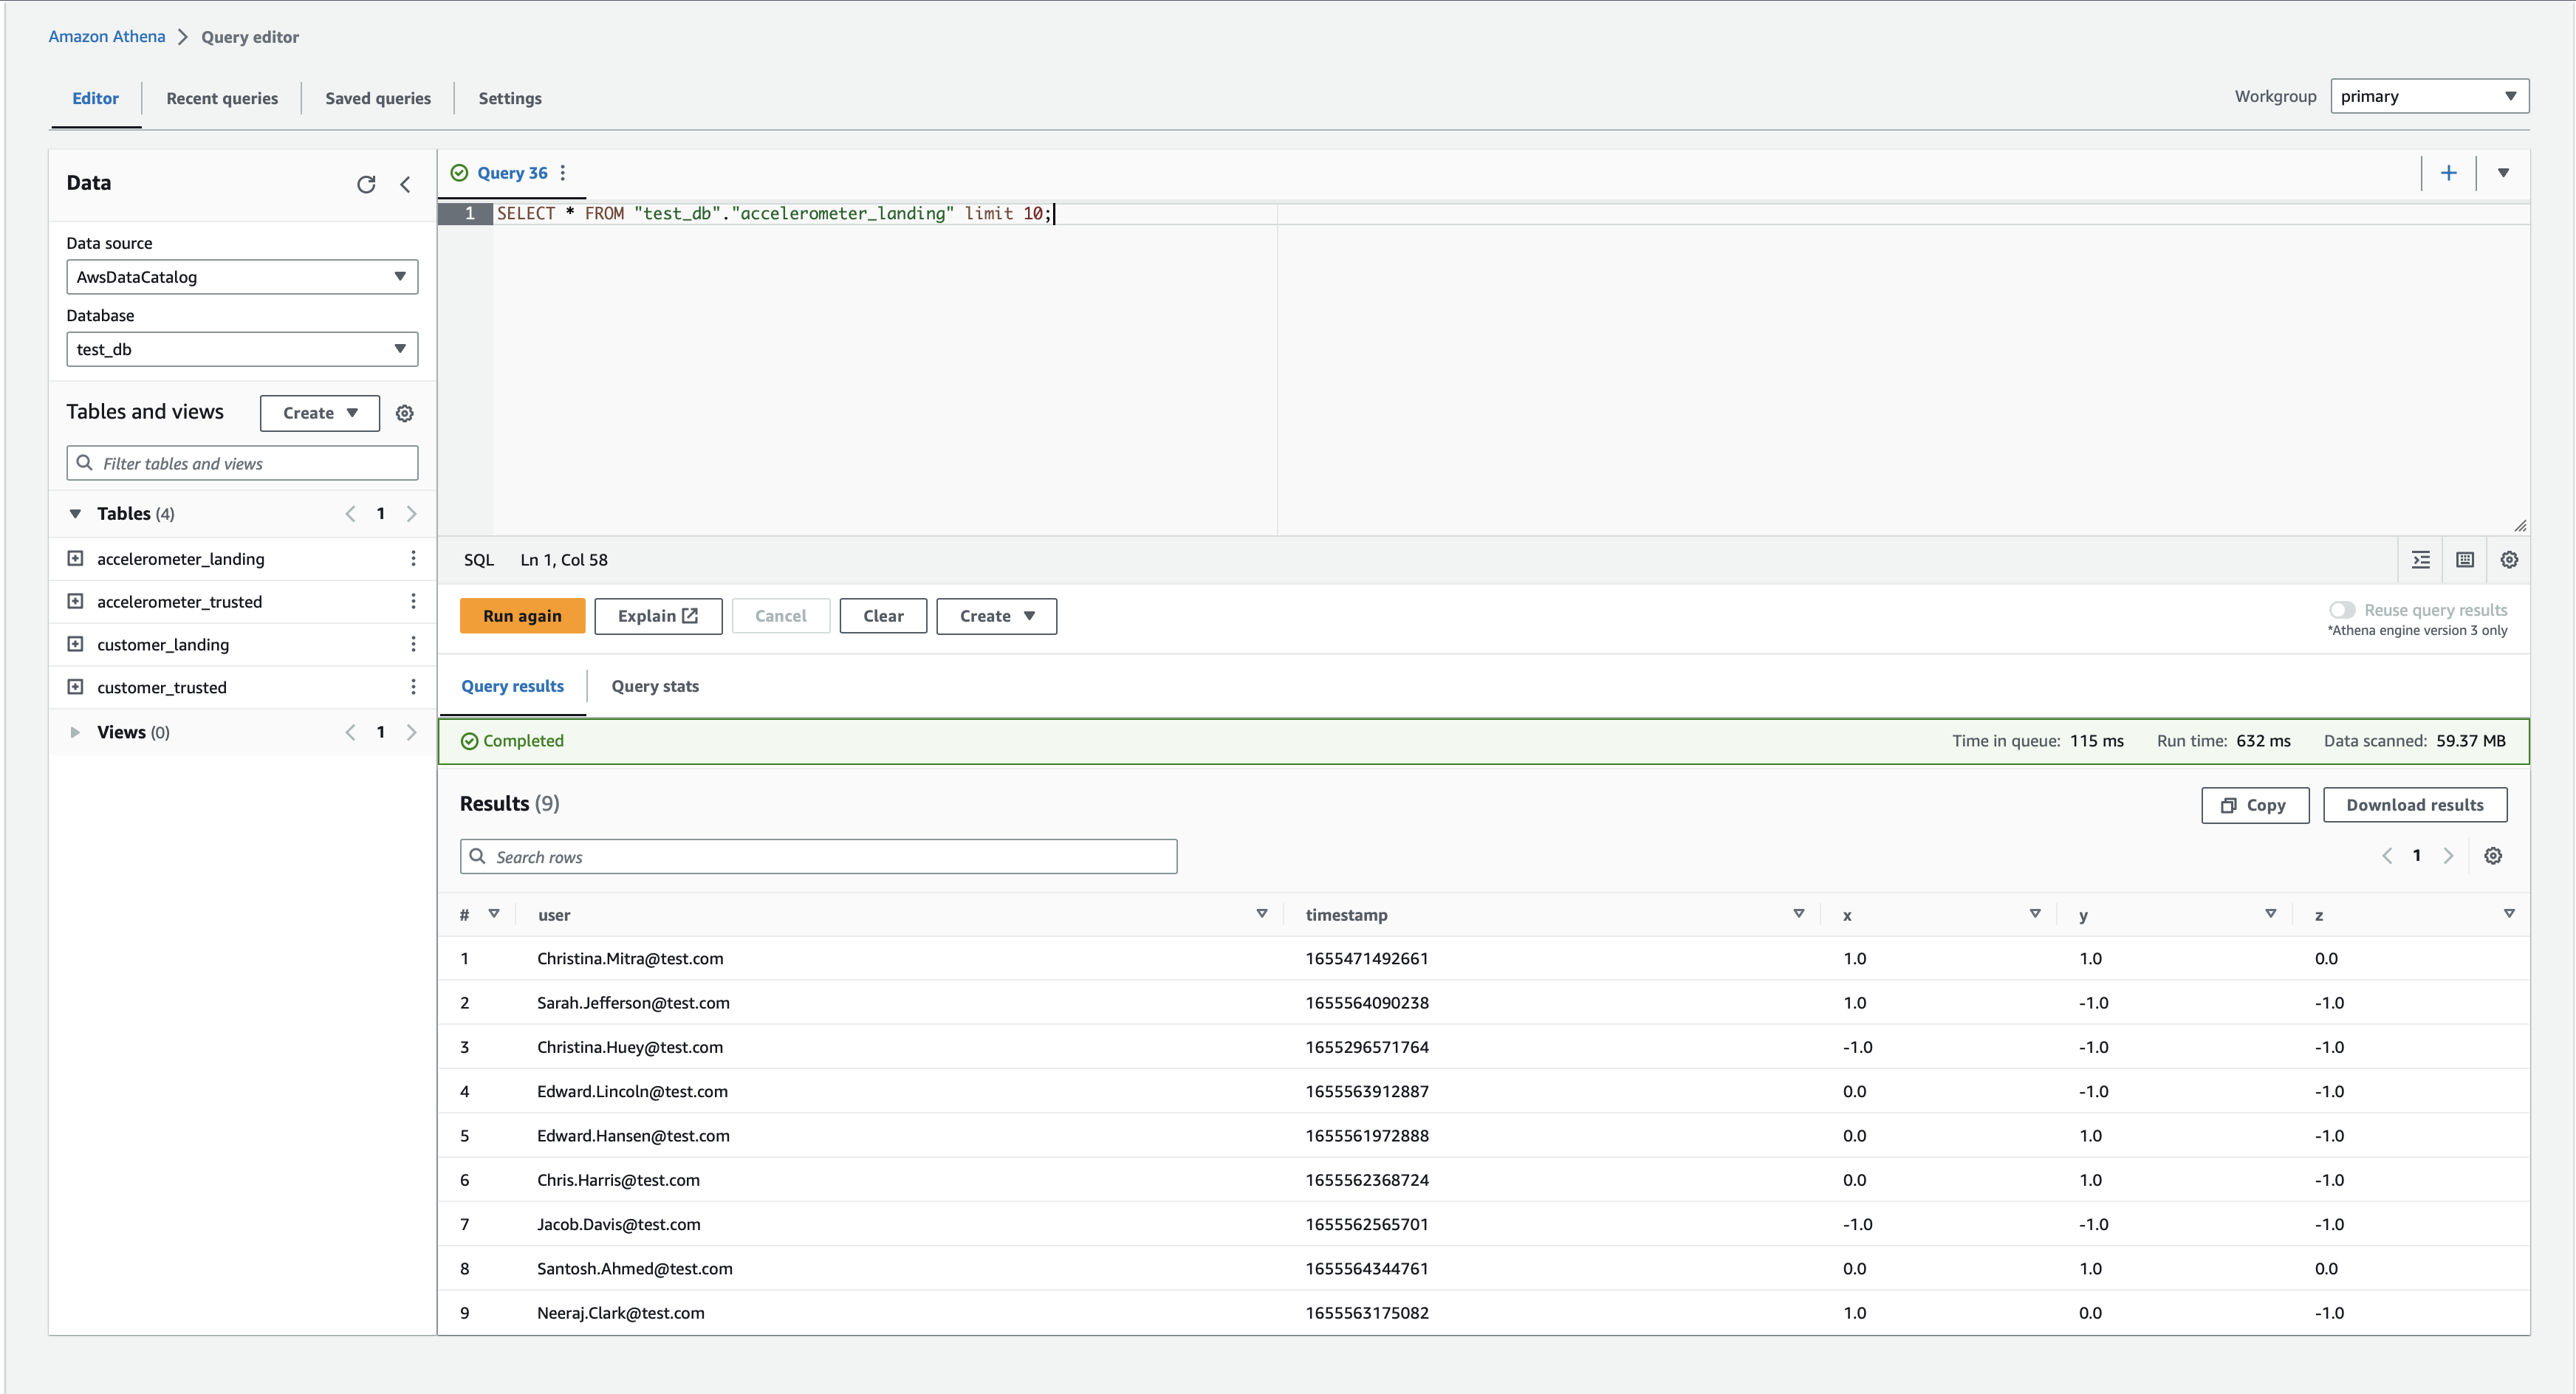 Amazon Athena > Query editor
Editor Recent queries Saved queries Settings Workgroup primary
Data
Data source
AwsDataCatalog
Database
test_db
Tables and views Create
Filter tables and views
Tables (4) 1
accelerometer_landing
accelerometer_trusted
customer_landing
customer_trusted
Views (0) 1
Query 36
1 SELECT * FROM "test_db"."accelerometer_landing" limit 10;
SQL Ln 1, Col 58
Run again Explain Cancel Clear Create Reuse query results
*Athena engine version 3 only
Query results Query stats
Completed Time in queue: 115 ms Run time: 632 ms Data scanned: 59.37 MB
Results (9) Copy Download results
Search rows 1
# user timestamp x y z
1 Christina.Mitra@test.com 1655471492661 1.0 1.0 0.0
2 Sarah.Jefferson@test.com 1655564090238 1.0 -1.0 -1.0
3 Christina.Huey@test.com 1655296571764 -1.0 -1.0 -1.0
4 Edward.Lincoln@test.com 1655563912887 0.0 -1.0 -1.0
5 Edward.Hansen@test.com 1655561972888 0.0 1.0 -1.0
6 Chris.Harris@test.com 1655562368724 0.0 1.0 -1.0
7 Jacob.Davis@test.com 1655562565701 -1.0 -1.0 -1.0
8 Santosh.Ahmed@test.com 1655564344761 0.0 1.0 0.0
9 Neeraj.Clark@test.com 1655563175082 1.0 0.0 -1.0